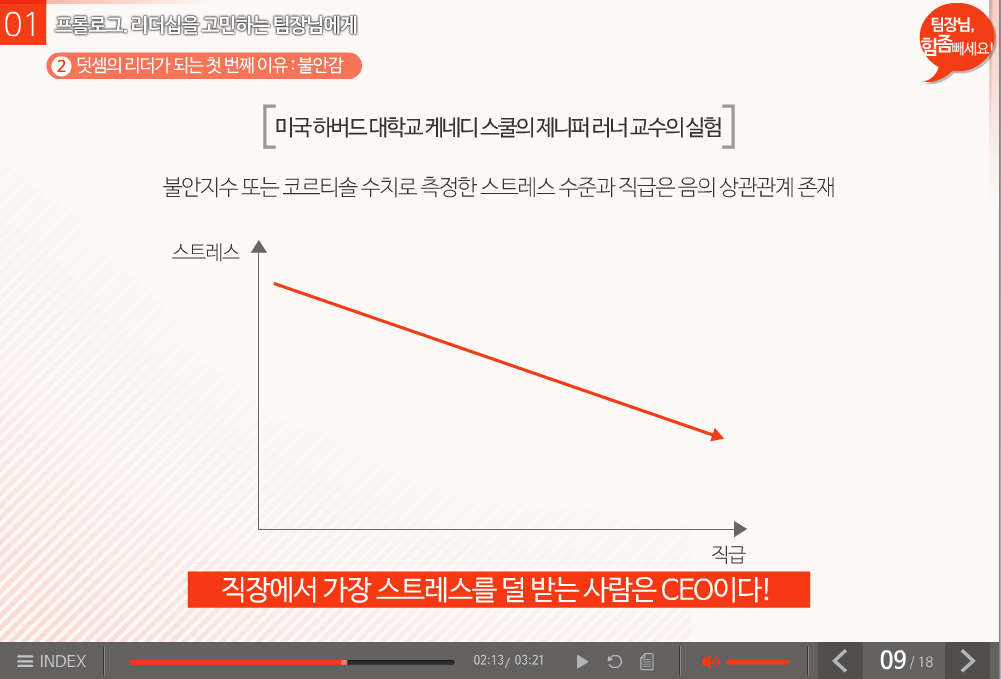 01
프롤로그. 리더십을 고민하는 팀장님에게
팀장님,
힘좀빼세요!
2 덧셈의 리더가 되는 첫 번째 이유 : 불안감
미국 하버드 대학교 케네디 스쿨의 제니퍼 러너 교수의 실험
불안지수 또는 코르티솔 수치로 측정한 스트레스 수준과 직급은 음의 상관관계 존재
스트레스
직급
직장에서 가장 스트레스를 덜 받는 사람은 CEO이다!
INDEX
02:13/ 03:21
09 / 18